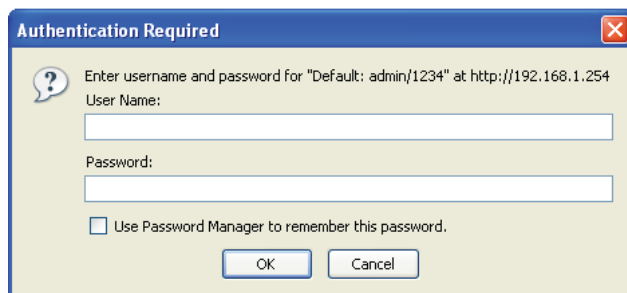 Authentication Required
Enter username and password for "Default: admin/1234" at http://192.168.1.254
User Name:
Password:
Use Password Manager to remember this password.
OK
Cancel